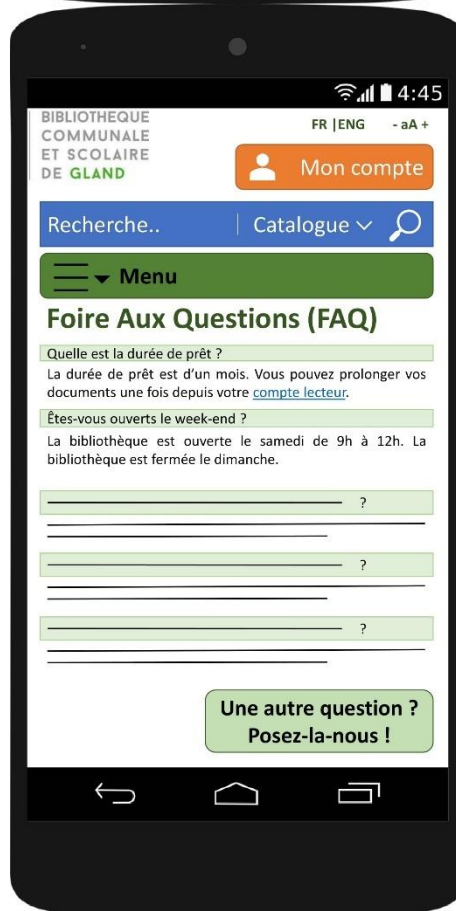 4:45
BIBLIOTHEQUE
COMMUNALE
ET SCOLAIRE
DE GLAND
FR |ENG - aA +
Mon compte
Recherche.. | Catalogue
Menu
Foire Aux Questions (FAQ)
Quelle est la durée de prêt ?
La durée de prêt est d'un mois. Vous pouvez prolonger vos
documents une fois depuis votre compte lecteur.
Êtes-vous ouverts le week-end ?
La bibliothèque est ouverte le samedi de 9h à 12h. La
bibliothèque est fermée le dimanche.
?
?
?
Une autre question ?
Posez-la-nous !